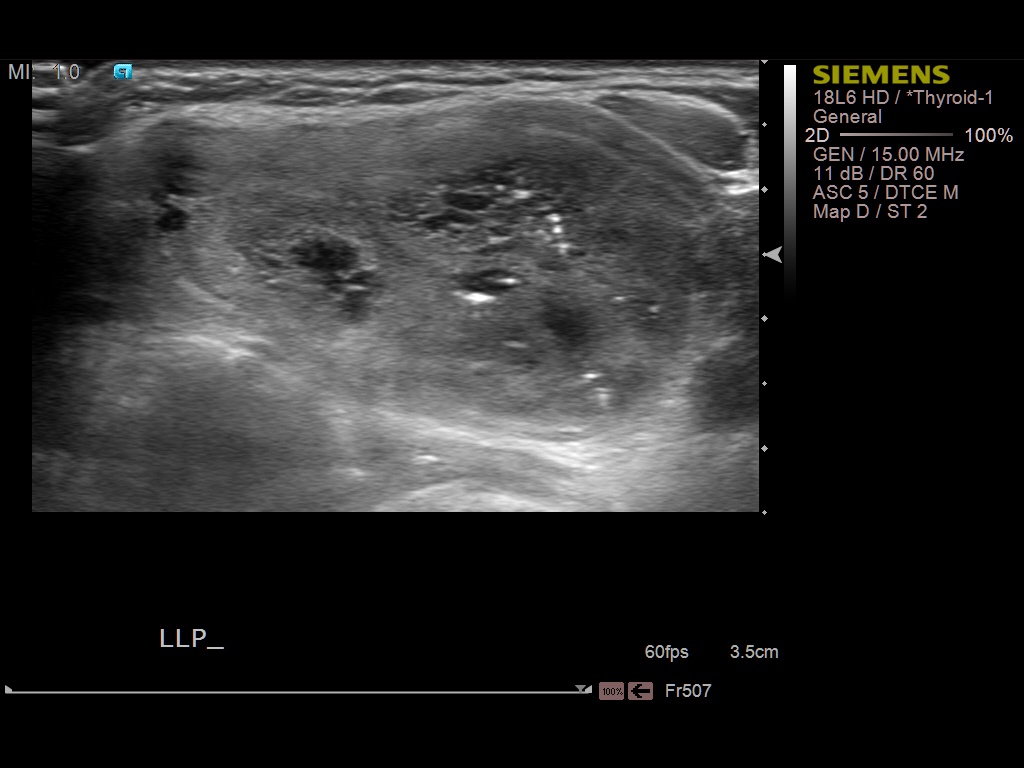 MI: 1.0
SIEMENS
18L6 HD / *Thyroid-1
General
2D 100%
GEN / 15.00 MHz
11 dB / DR 60
ASC 5 / DTCE M
Map D / ST 2
LLP_
60fps 3.5cm
100% Fr507